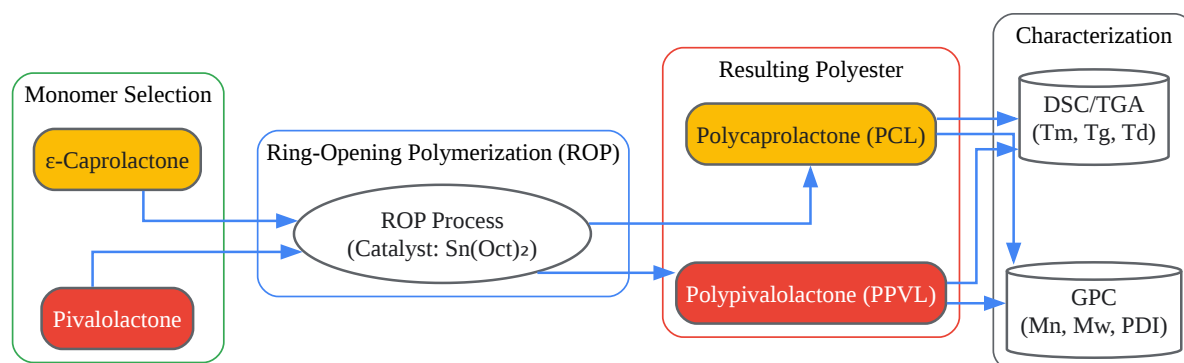 Monomer Selection
ε-Caprolactone
Pivalolactone
Ring-Opening Polymerization (ROP)
ROP Process
(Catalyst: Sn(Oct)₂)
Resulting Polyester
Polycaprolactone (PCL)
Polypivalolactone (PPVL)
Characterization
DSC/TGA
(Tm, Tg, Td)
GPC
(Mn, Mw, PDI)